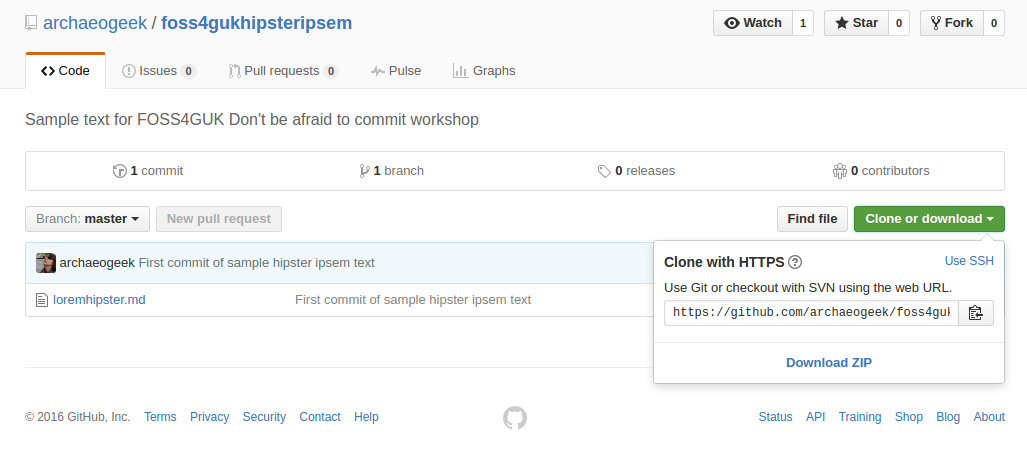 archaeogeek / foss4gukhipsteripsem
Watch 1 Star 0 Fork 0
Code Issues 0 Pull requests 0 Pulse Graphs
Sample text for FOSS4GUK Don't be afraid to commit workshop
1 commit 1 branch 0 releases 0 contributors
Branch: master New pull request Find file Clone or download
archaeogeek First commit of sample hipster ipsem text
loremhipster.md First commit of sample hipster ipsem text
Clone with HTTPS ? Use SSH
Use Git or checkout with SVN using the web URL.
https://github.com/archaeogeek/foss4guk
Download ZIP
© 2016 GitHub, Inc. Terms Privacy Security Contact Help Status API Training Shop Blog About